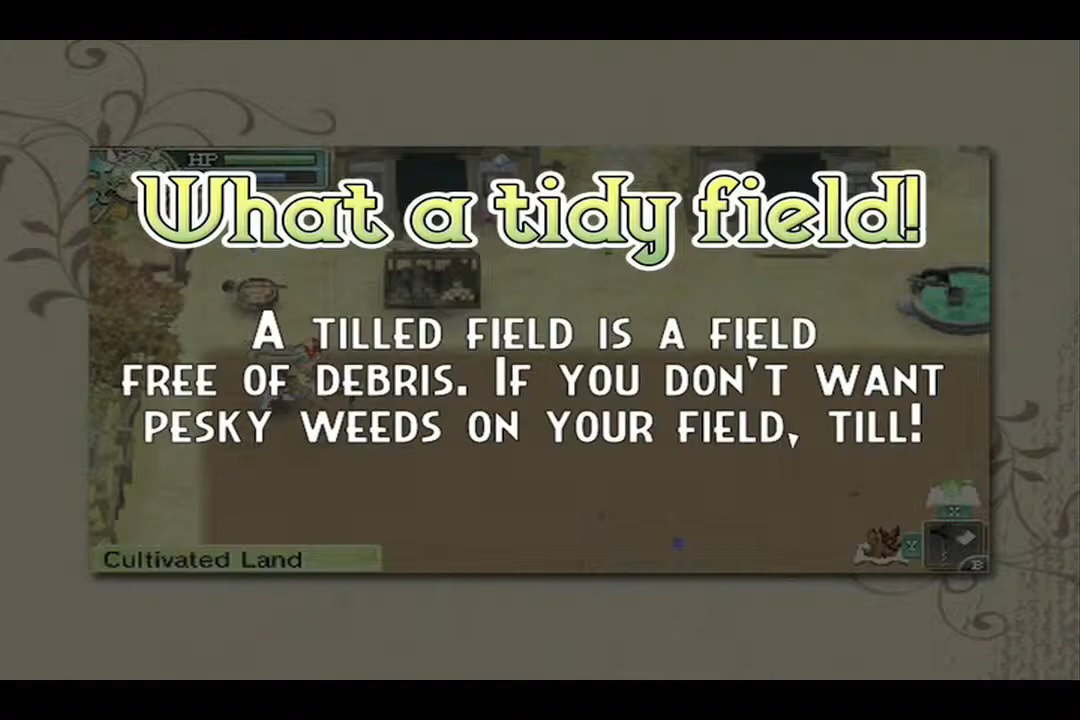 HP
What a tidy field!
A TILLED FIELD IS A FIELD
FREE OF DEBRIS. IF YOU DON'T WANT
PESKY WEEDS ON YOUR FIELD, TILL!
X
Y
B
Cultivated Land